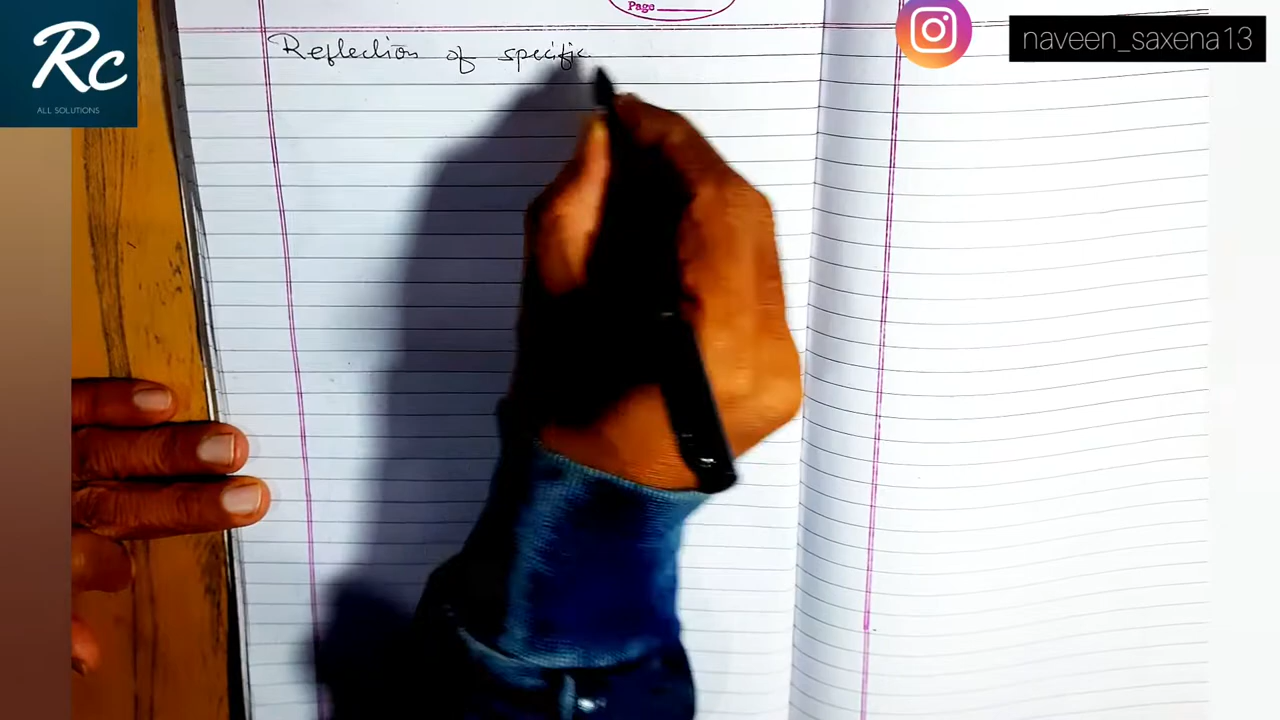 Page
Rc
ALL SOLUTIONS
naveen_saxena13
Reflection of specific